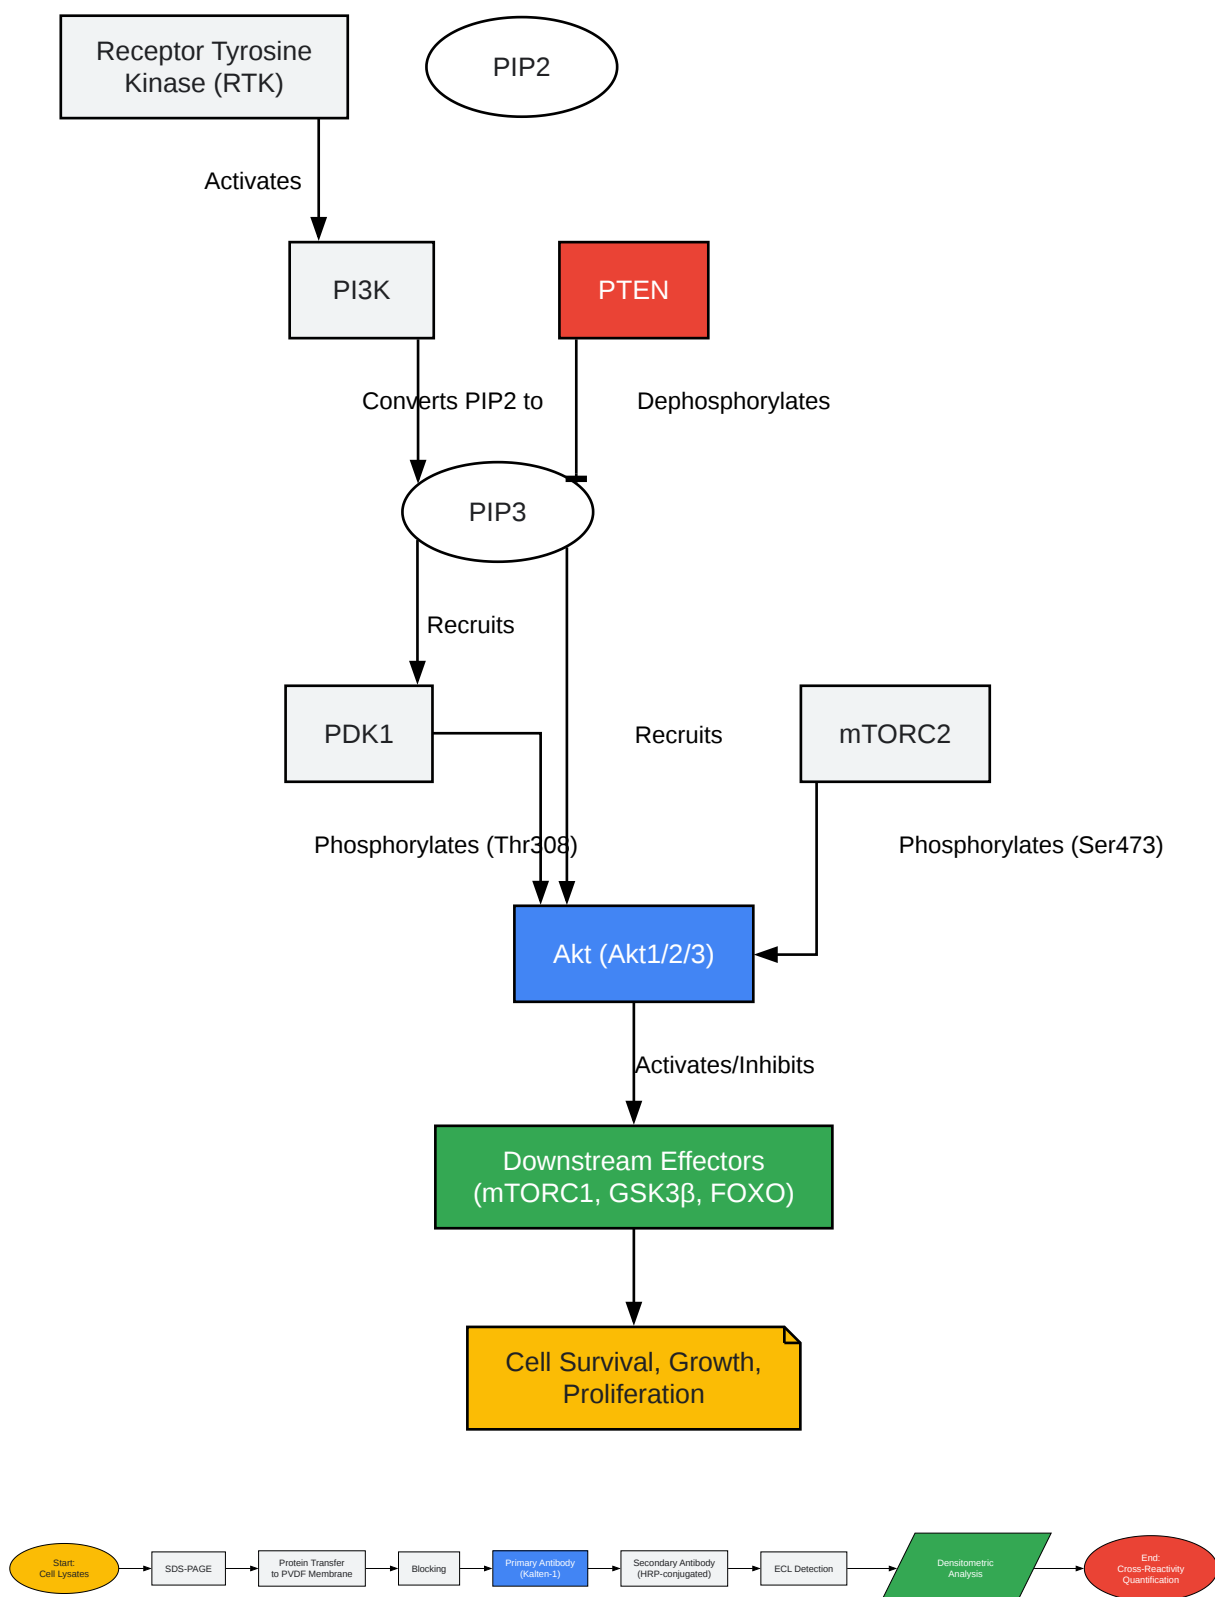 Receptor Tyrosine
Kinase (RTK)
PIP2
Activates
PI3K
PTEN
Converts PIP2 to
Dephosphorylates
PIP3
Recruits
PDK1
Recruits
mTORC2
Phosphorylates (Thr308)
Phosphorylates (Ser473)
Akt (Akt1/2/3)
Activates/Inhibits
Downstream Effectors
(mTORC1, GSK3β, FOXO)
Cell Survival, Growth,
Proliferation
Start:
Cell Lysates
SDS-PAGE
Protein Transfer
to PVDF Membrane
Blocking
Primary Antibody
(Kalten-1)
Secondary Antibody
(HRP-conjugated)
ECL Detection
Densitometric
Analysis
End:
Cross-Reactivity
Quantification